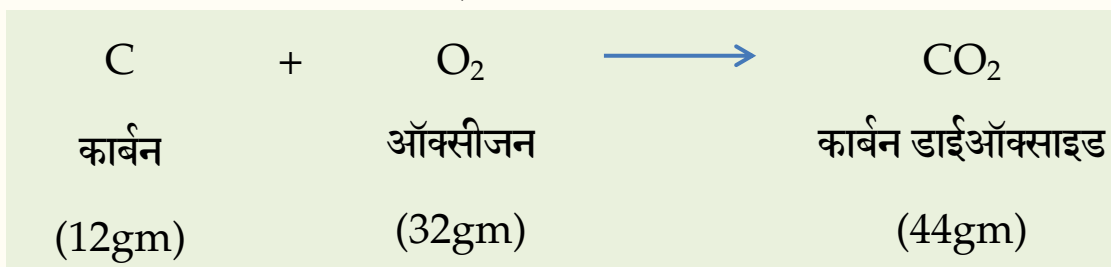 C + O₂ ⟶ CO₂
कार्बन ऑक्सीजन कार्बन डाईऑक्साइड
(12gm) (32gm) (44gm)